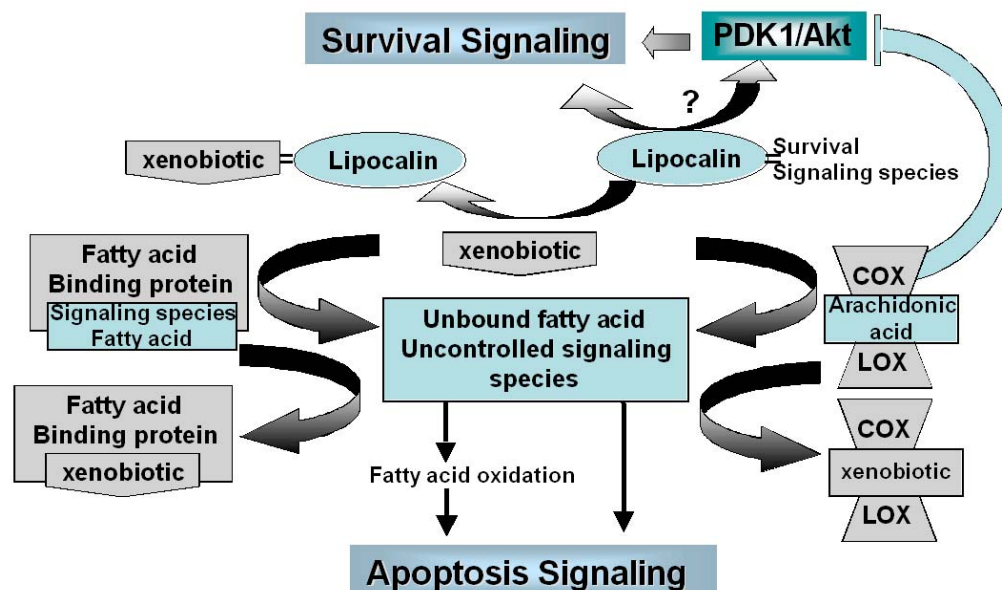 Survival Signaling
PDK1/Akt
?
xenobiotic
Lipocalin
Lipocalin
Survival
Signaling species
xenobiotic
Fatty acid
Binding protein
Signaling species
Fatty acid
COX
Arachidonic
acid
LOX
Unbound fatty acid
Uncontrolled signaling
species
Fatty acid
Binding protein
xenobiotic
COX
xenobiotic
LOX
Fatty acid oxidation
Apoptosis Signaling